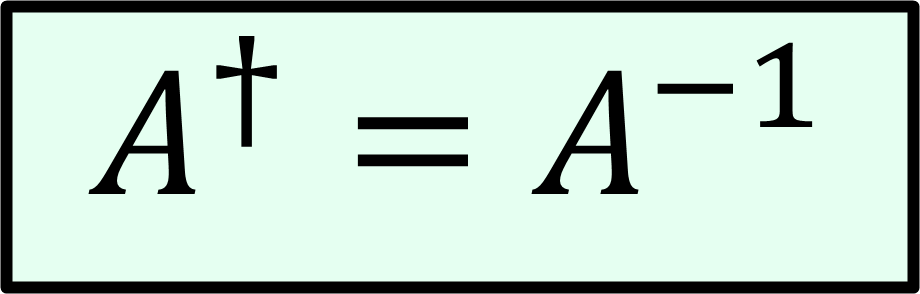 A† = A⁻¹